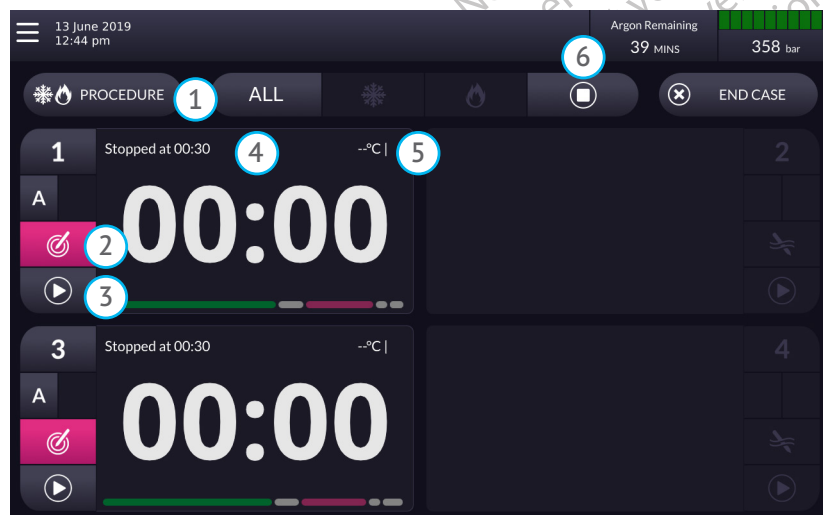 13 June 2019
12:44 pm
Argon Remaining
39 MINS
358 bar
6
PROCEDURE
1
ALL
END CASE
1
Stopped at 00:30
4
--°C |
5
2
A
00:00
2
3
3
Stopped at 00:30
--°C |
4
A
00:00